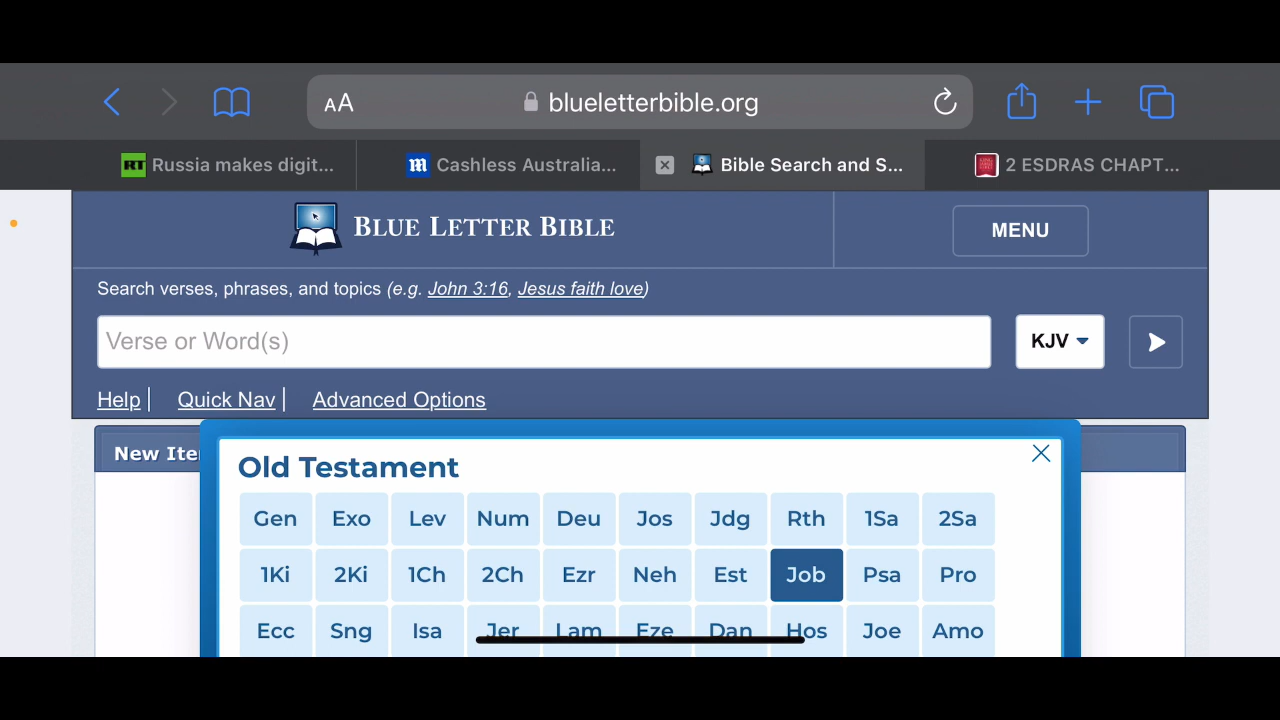 AA blueletterbible.org
RT Russia makes digit... m Cashless Australia... Bible Search and S... 2 ESDRAS CHAPT...
BLUE LETTER BIBLE MENU
Search verses, phrases, and topics (e.g. John 3:16, Jesus faith love)
Verse or Word(s) KJV
Help Quick Nav Advanced Options
New Ite
Old Testament
Gen Exo Lev Num Deu Jos Jdg Rth 1Sa 2Sa
1Ki 2Ki 1Ch 2Ch Ezr Neh Est Job Psa Pro
Ecc Sng Isa Jer Lam Eze Dan Hos Joe Amo